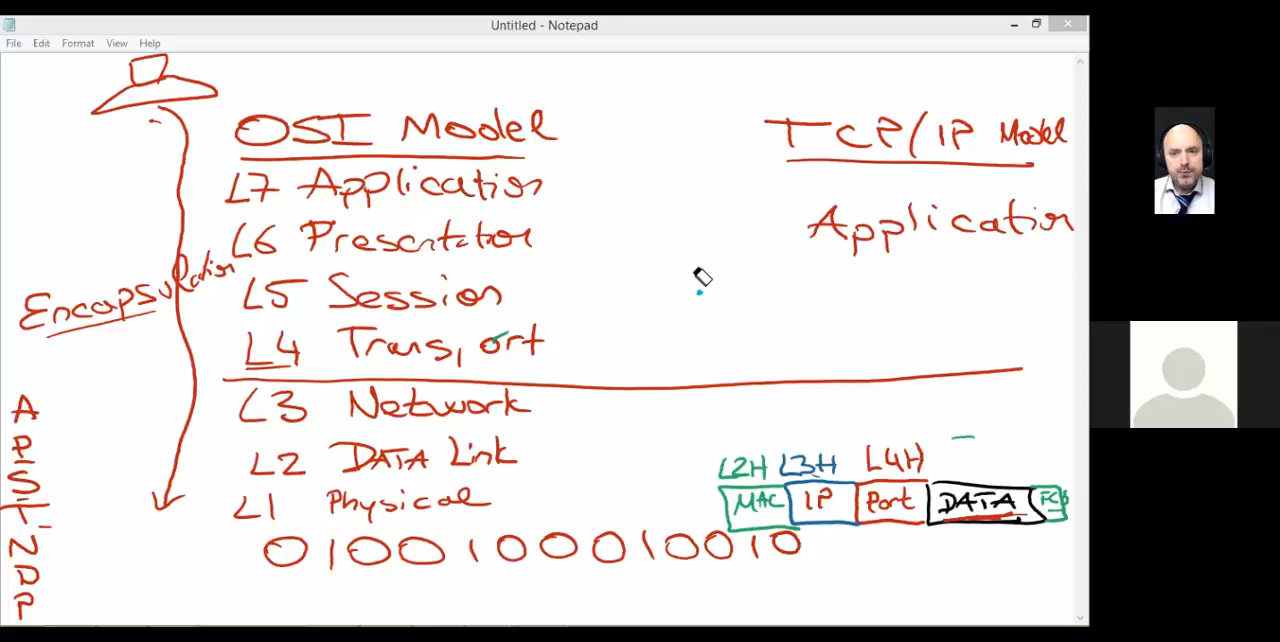 Untitled - Notepad
File Edit Format View Help
OSI Model
TCP/IP Model
L7 Application
Application
L6 Presentation
Encapsulation
L5 Session
L4 Transport
L3 Network
L2 DATA Link
L1 Physical
L2H L3H L4H
MAC IP Port DATA FCS
0100100010010
A
P
S
T
N
D
P